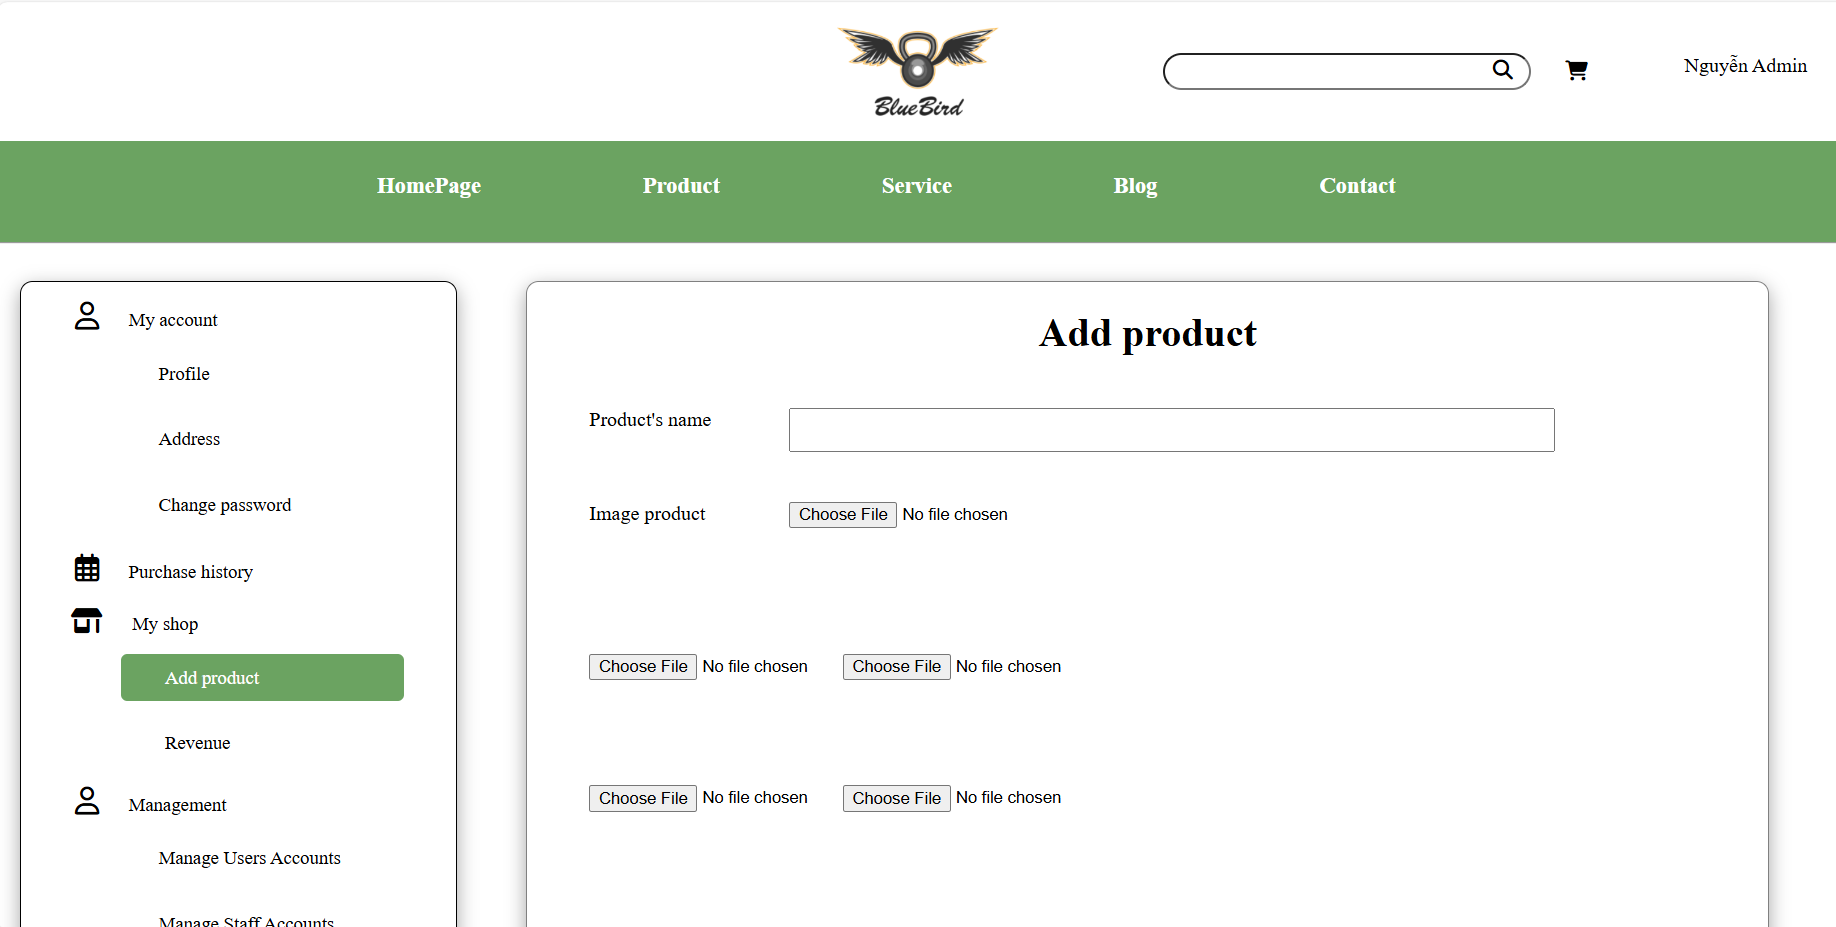 BlueBird
Nguyễn Admin
HomePage
Product
Service
Blog
Contact
My account
Profile
Address
Change password
Purchase history
My shop
Add product
Revenue
Management
Manage Users Accounts
Manage Staff Accounts
Add product
Product's name
Image product
Choose File No file chosen
Choose File No file chosen
Choose File No file chosen
Choose File No file chosen
Choose File No file chosen